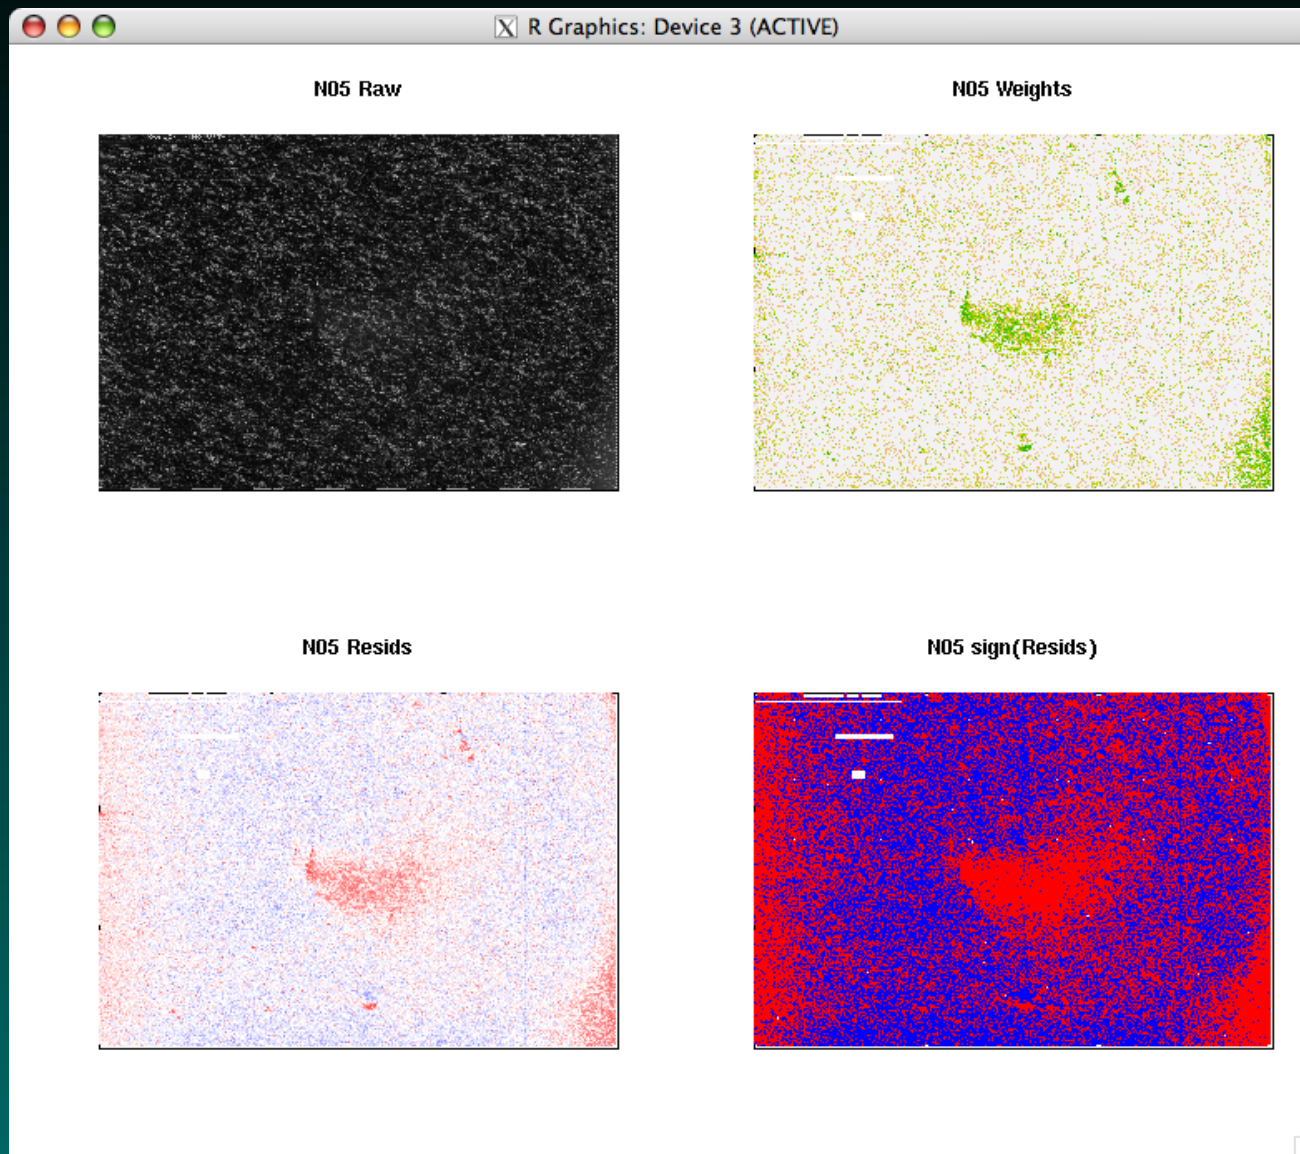 X R Graphics: Device 3 (ACTIVE)
N05 Raw
N05 Weights
N05 Resids
N05 sign(Resids)